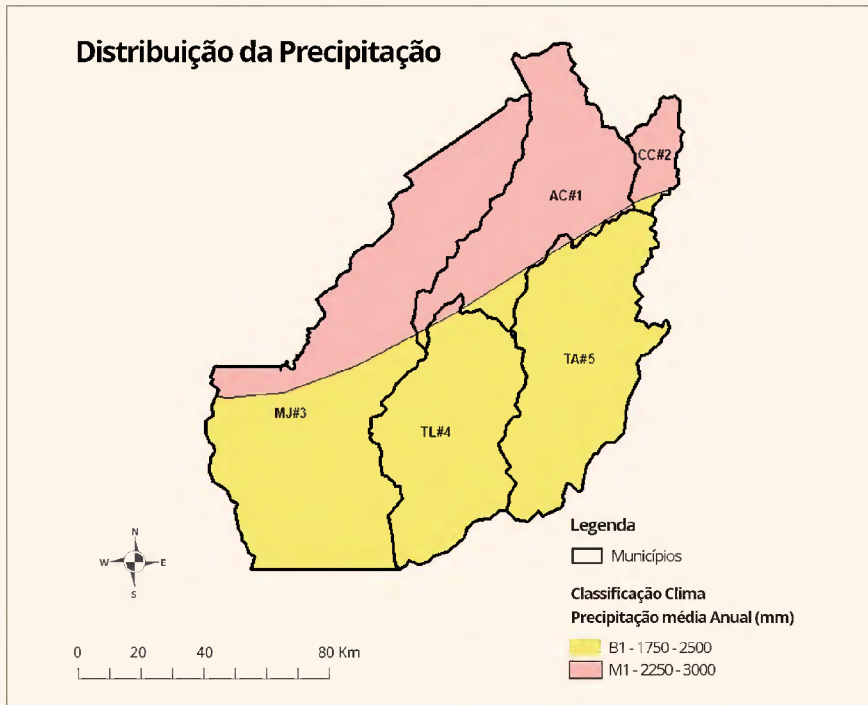 Distribuição da Precipitação
CC#2
AC#1
TA#5
MJ#3
TL#4
N
W E
S
0 20 40 80 Km
Legenda
Municípios
Classificação Clima
Precipitação média Anual (mm)
B1 - 1750 - 2500
M1 - 2250 - 3000